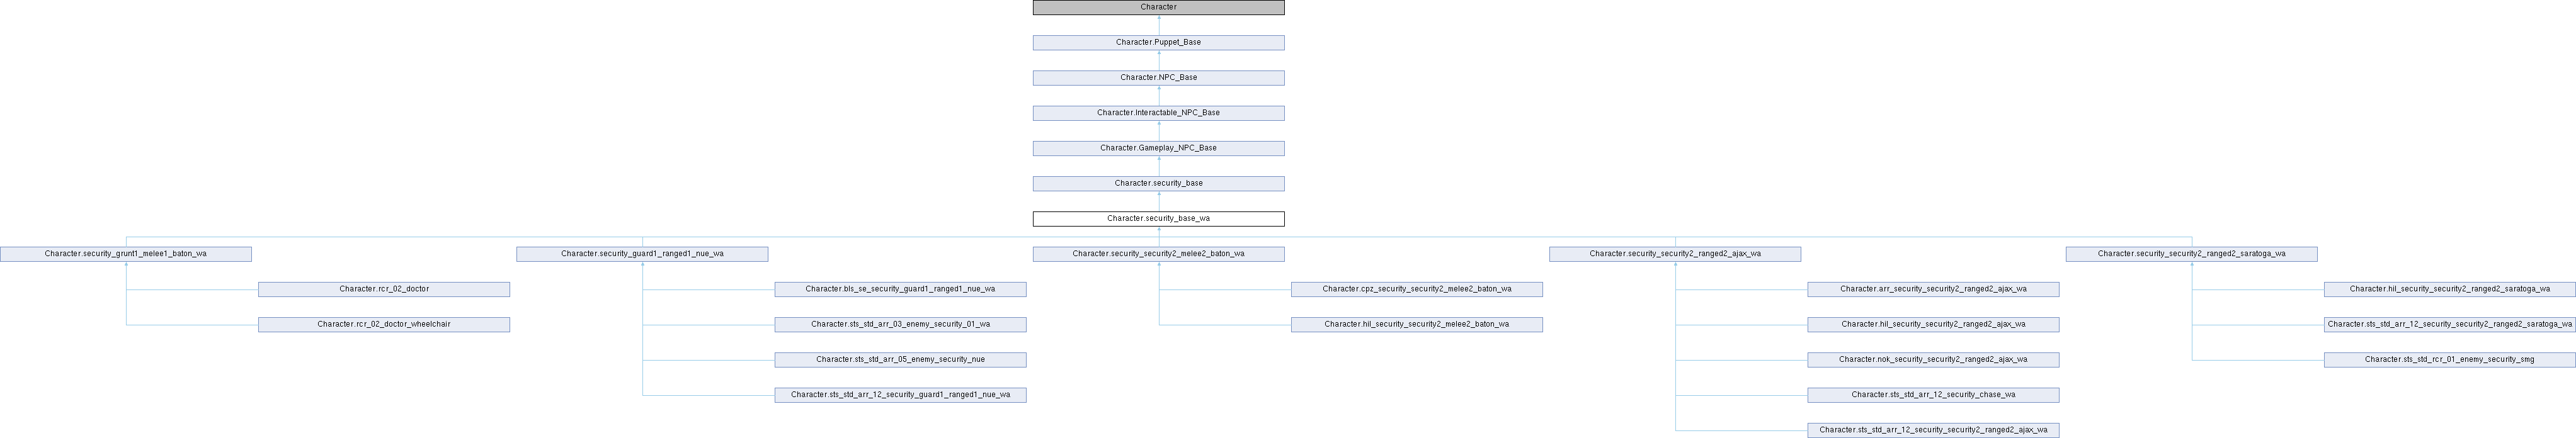 Character
Character.Puppet_Base
Character.NPC_Base
Character.Interactable_NPC_Base
Character.Gameplay_NPC_Base
Character.security_base
Character.security_base_wa
Character.security_grunt1_melee1_baton_wa
Character.security_guard1_ranged1_nue_wa
Character.security_security2_melee2_baton_wa
Character.security_security2_ranged2_ajax_wa
Character.security_security2_ranged2_saratoga_wa
Character.rcr_02_doctor
Character.bls_se_security_guard1_ranged1_nue_wa
Character.cpz_security_security2_melee2_baton_wa
Character.arr_security_security2_ranged2_ajax_wa
Character.hil_security_security2_ranged2_saratoga_wa
Character.rcr_02_doctor_wheelchair
Character.sts_std_arr_03_enemy_security_01_wa
Character.hil_security_security2_melee2_baton_wa
Character.hil_security_security2_ranged2_ajax_wa
Character.sts_std_arr_12_security_security2_ranged2_saratoga_wa
Character.sts_std_arr_05_enemy_security_nue
Character.nok_security_security2_ranged2_ajax_wa
Character.sts_std_rcr_01_enemy_security_smg
Character.sts_std_arr_12_security_guard1_ranged1_nue_wa
Character.sts_std_arr_12_security_chase_wa
Character.sts_std_arr_12_security_security2_ranged2_ajax_wa